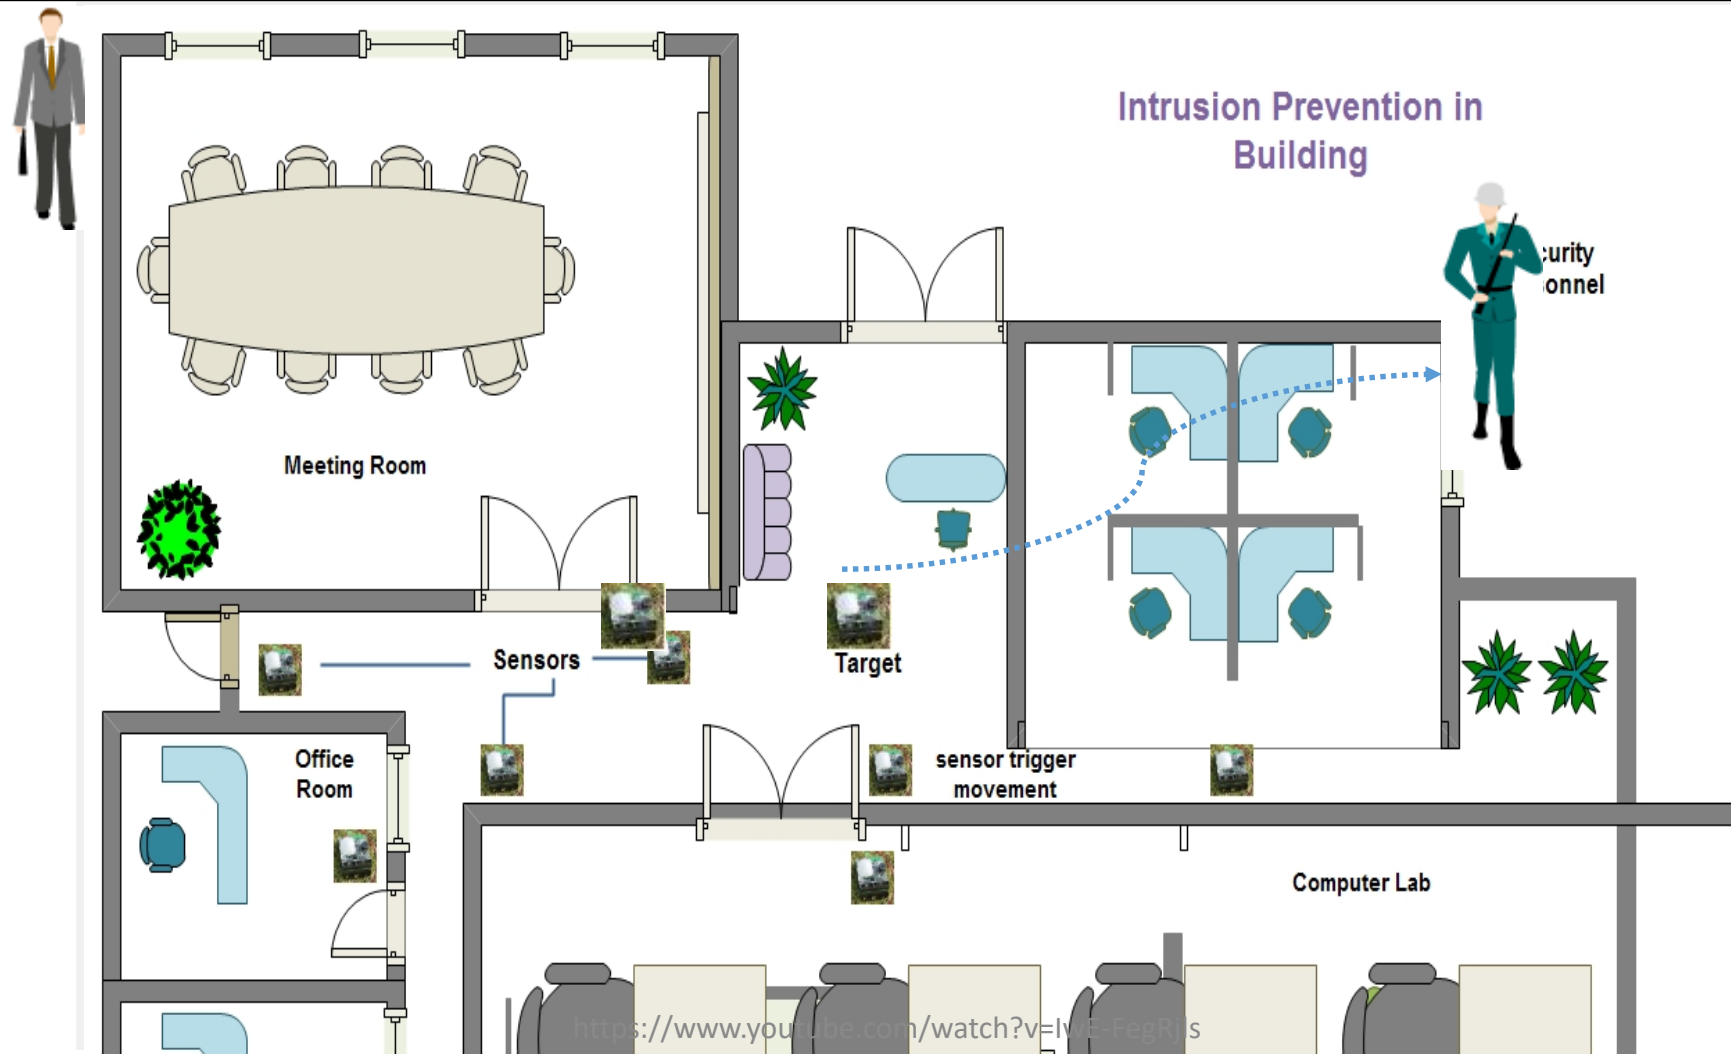 Intrusion Prevention in
Building
curity
onnel
Meeting Room
Sensors
Target
Office
Room
sensor trigger
movement
Computer Lab